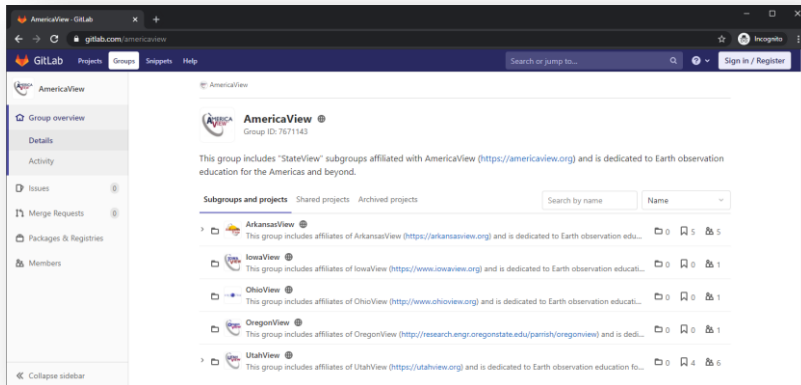 AmericaView · GitLab
gitlab.com/americaview
Incognito
GitLab Projects Groups Snippets Help Search or jump to... Sign in / Register
AmericaView
AmericaView
Group overview
Details
Activity
Issues 0
Merge Requests 0
Packages & Registries
Members
Collapse sidebar
AMERICA VIEW
AmericaView
Group ID: 7671143
This group includes "StateView" subgroups affiliated with AmericaView (https://americaview.org) and is dedicated to Earth observation
education for the Americas and beyond.
Subgroups and projects Shared projects Archived projects Search by name Name
ArkansasView
This group includes affiliates of ArkansasView (https://arkansasview.org) and is dedicated to Earth observation edu... 0 5 5
IowaView
This group includes affiliates of IowaView (https://www.iowaview.org) and is dedicated to Earth observation educati... 0 0 1
OhioView
This group includes affiliates of OhioView (http://www.ohioview.org) and is dedicated to Earth observation educati... 0 0 1
OregonView
This group includes affiliates of OregonView (http://research.engr.oregonstate.edu/parrish/oregonview) and is dedi... 0 0 1
UtahView
This group includes affiliates of UtahView (https://utahview.org) and is dedicated to Earth observation education fo... 0 4 6